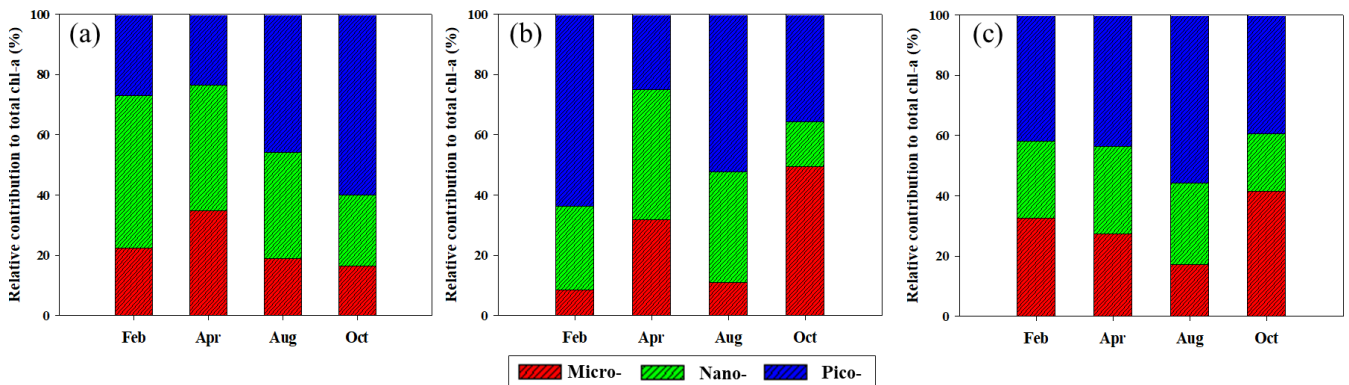 (a)
Relative contribution to total chl-a (%)
100
80
60
40
20
0
Feb Apr Aug Oct
(b)
Relative contribution to total chl-a (%)
100
80
60
40
20
0
Feb Apr Aug Oct
(c)
Relative contribution to total chl-a (%)
100
80
60
40
20
0
Feb Apr Aug Oct
Micro- Nano- Pico-